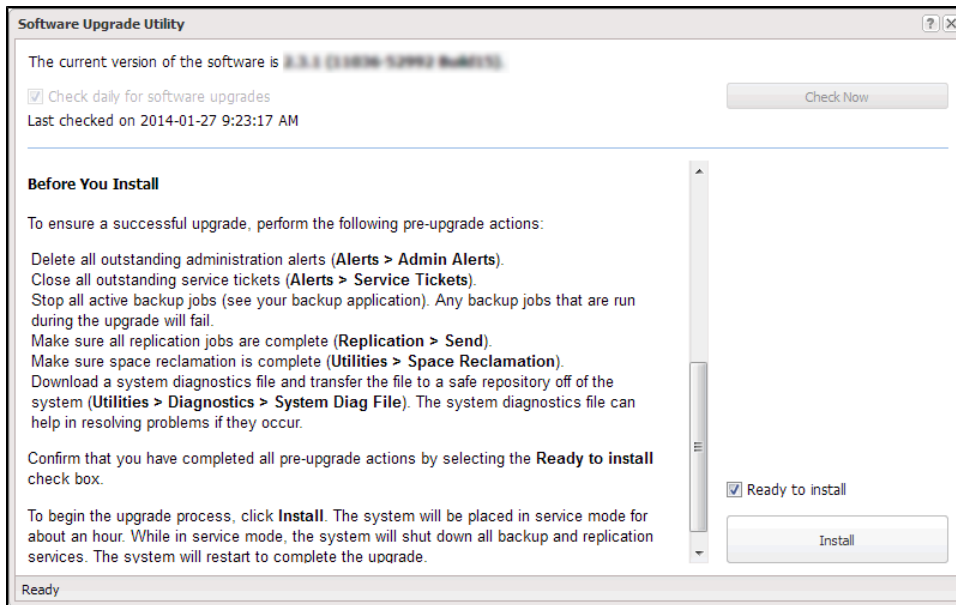 Software Upgrade Utility
The current version of the software is
Check daily for software upgrades
Check Now
Last checked on 2014-01-27 9:23:17 AM
Before You Install
To ensure a successful upgrade, perform the following pre-upgrade actions:
Delete all outstanding administration alerts (Alerts > Admin Alerts).
Close all outstanding service tickets (Alerts > Service Tickets).
Stop all active backup jobs (see your backup application). Any backup jobs that are run
during the upgrade will fail.
Make sure all replication jobs are complete (Replication > Send).
Make sure space reclamation is complete (Utilities > Space Reclamation).
Download a system diagnostics file and transfer the file to a safe repository off of the
system (Utilities > Diagnostics > System Diag File). The system diagnostics file can
help in resolving problems if they occur.
Confirm that you have completed all pre-upgrade actions by selecting the Ready to install
check box.
To begin the upgrade process, click Install. The system will be placed in service mode for
about an hour. While in service mode, the system will shut down all backup and replication
services. The system will restart to complete the upgrade.
Ready to install
Install
Ready